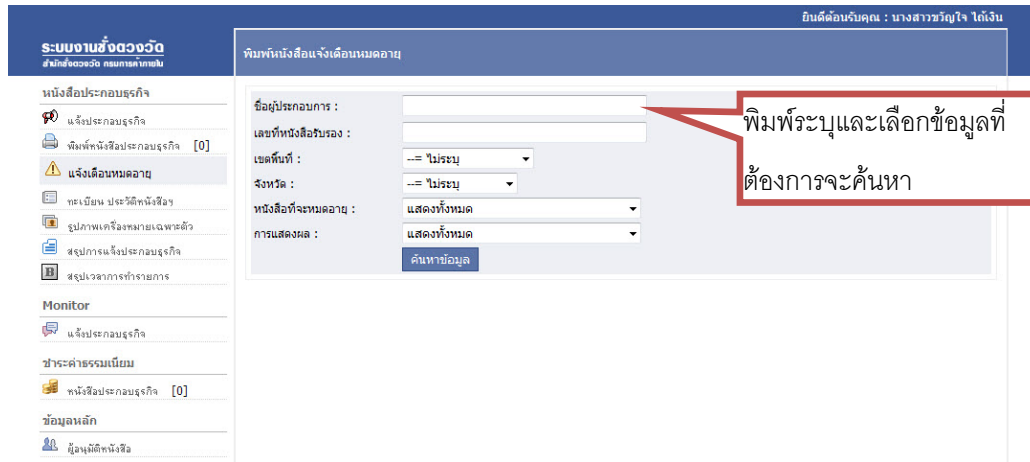 ยินดีต้อนรับคุณ : นางสาวขวัญใจ ไถ้เงิน
ระบบงานชั่งตวงวัด
สำนักชั่งตวงวัด กรมการค้าภายใน
พิมพ์หนังสือแจ้งเตือนหมดอายุ
หนังสือประกอบธุรกิจ
แจ้งประกอบธุรกิจ
พิมพ์หนังสือประกอบธุรกิจ [0]
แจ้งเตือนหมดอายุ
ทะเบียน ประวัติหนังสือฯ
รูปภาพเครื่องหมายเฉพาะตัว
สรุปการแจ้งประกอบธุรกิจ
สรุปเวลาการทำรายการ
Monitor
แจ้งประกอบธุรกิจ
ชำระค่าธรรมเนียม
หนังสือประกอบธุรกิจ [0]
ข้อมูลหลัก
ผู้อนุมัติหนังสือ
ชื่อผู้ประกอบการ :
เลขที่หนังสือรับรอง :
เขตพื้นที่ : --= ไม่ระบุ
จังหวัด : --= ไม่ระบุ
หนังสือที่จะหมดอายุ : แสดงทั้งหมด
การแสดงผล : แสดงทั้งหมด
ค้นหาข้อมูล
พิมพ์ระบุและเลือกข้อมูลที่
ต้องการจะค้นหา